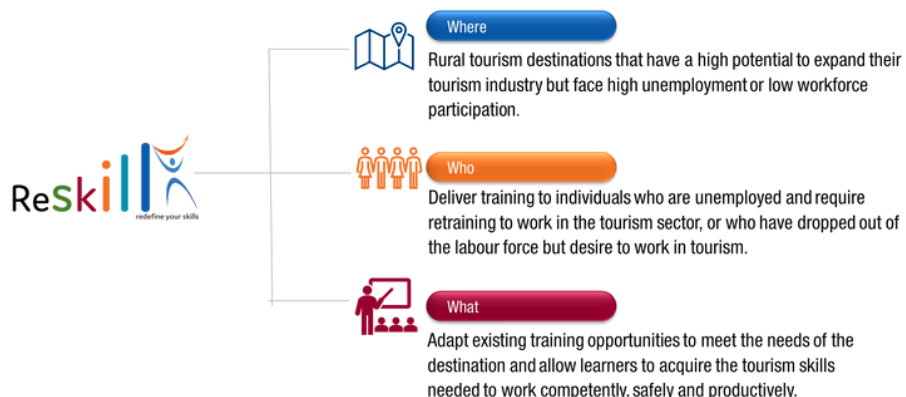 ReSkill
redefine your skills
Where
Rural tourism destinations that have a high potential to expand their
tourism industry but face high unemployment or low workforce
participation.
Who
Deliver training to individuals who are unemployed and require
retraining to work in the tourism sector, or who have dropped out of
the labour force but desire to work in tourism.
What
Adapt existing training opportunities to meet the needs of the
destination and allow learners to acquire the tourism skills
needed to work competently, safely and productively.